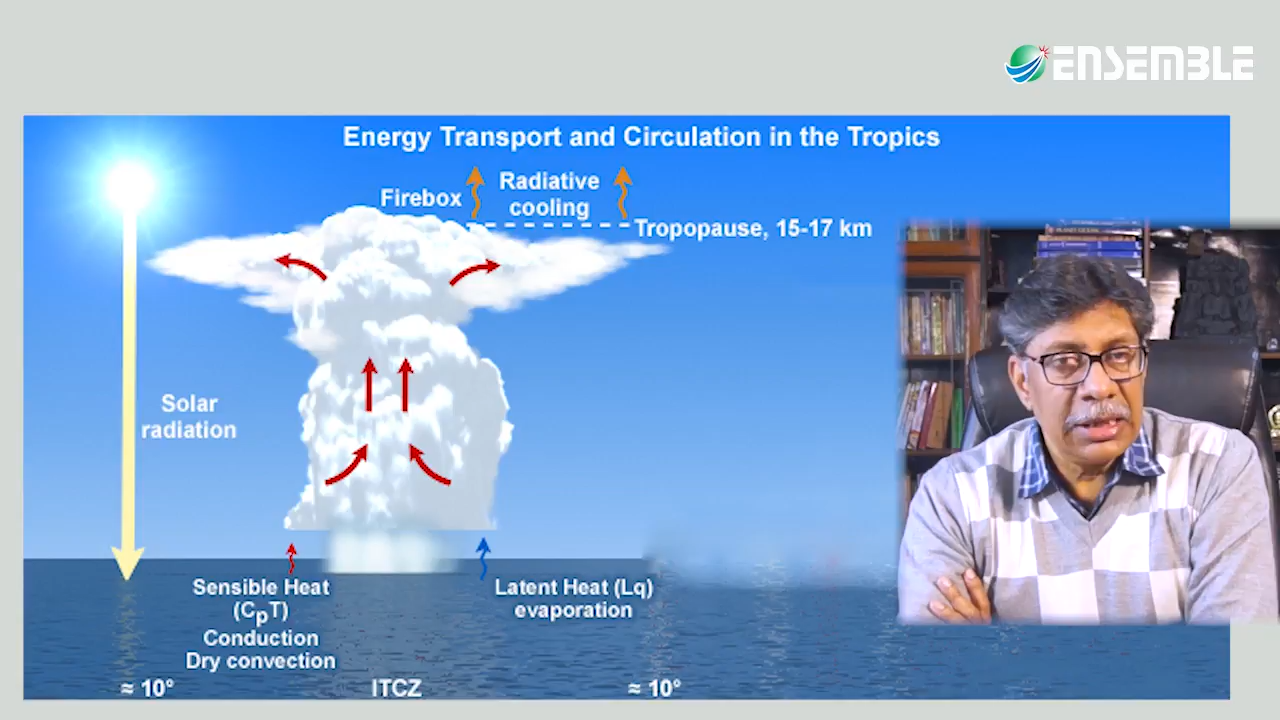 ENSEMBLE
Energy Transport and Circulation in the Tropics
Firebox
Radiative
cooling
Tropopause, 15-17 km
Solar
radiation
Sensible Heat
(CpT)
Conduction
Dry convection
Latent Heat (Lq)
evaporation
≈ 10°
ITCZ
≈ 10°